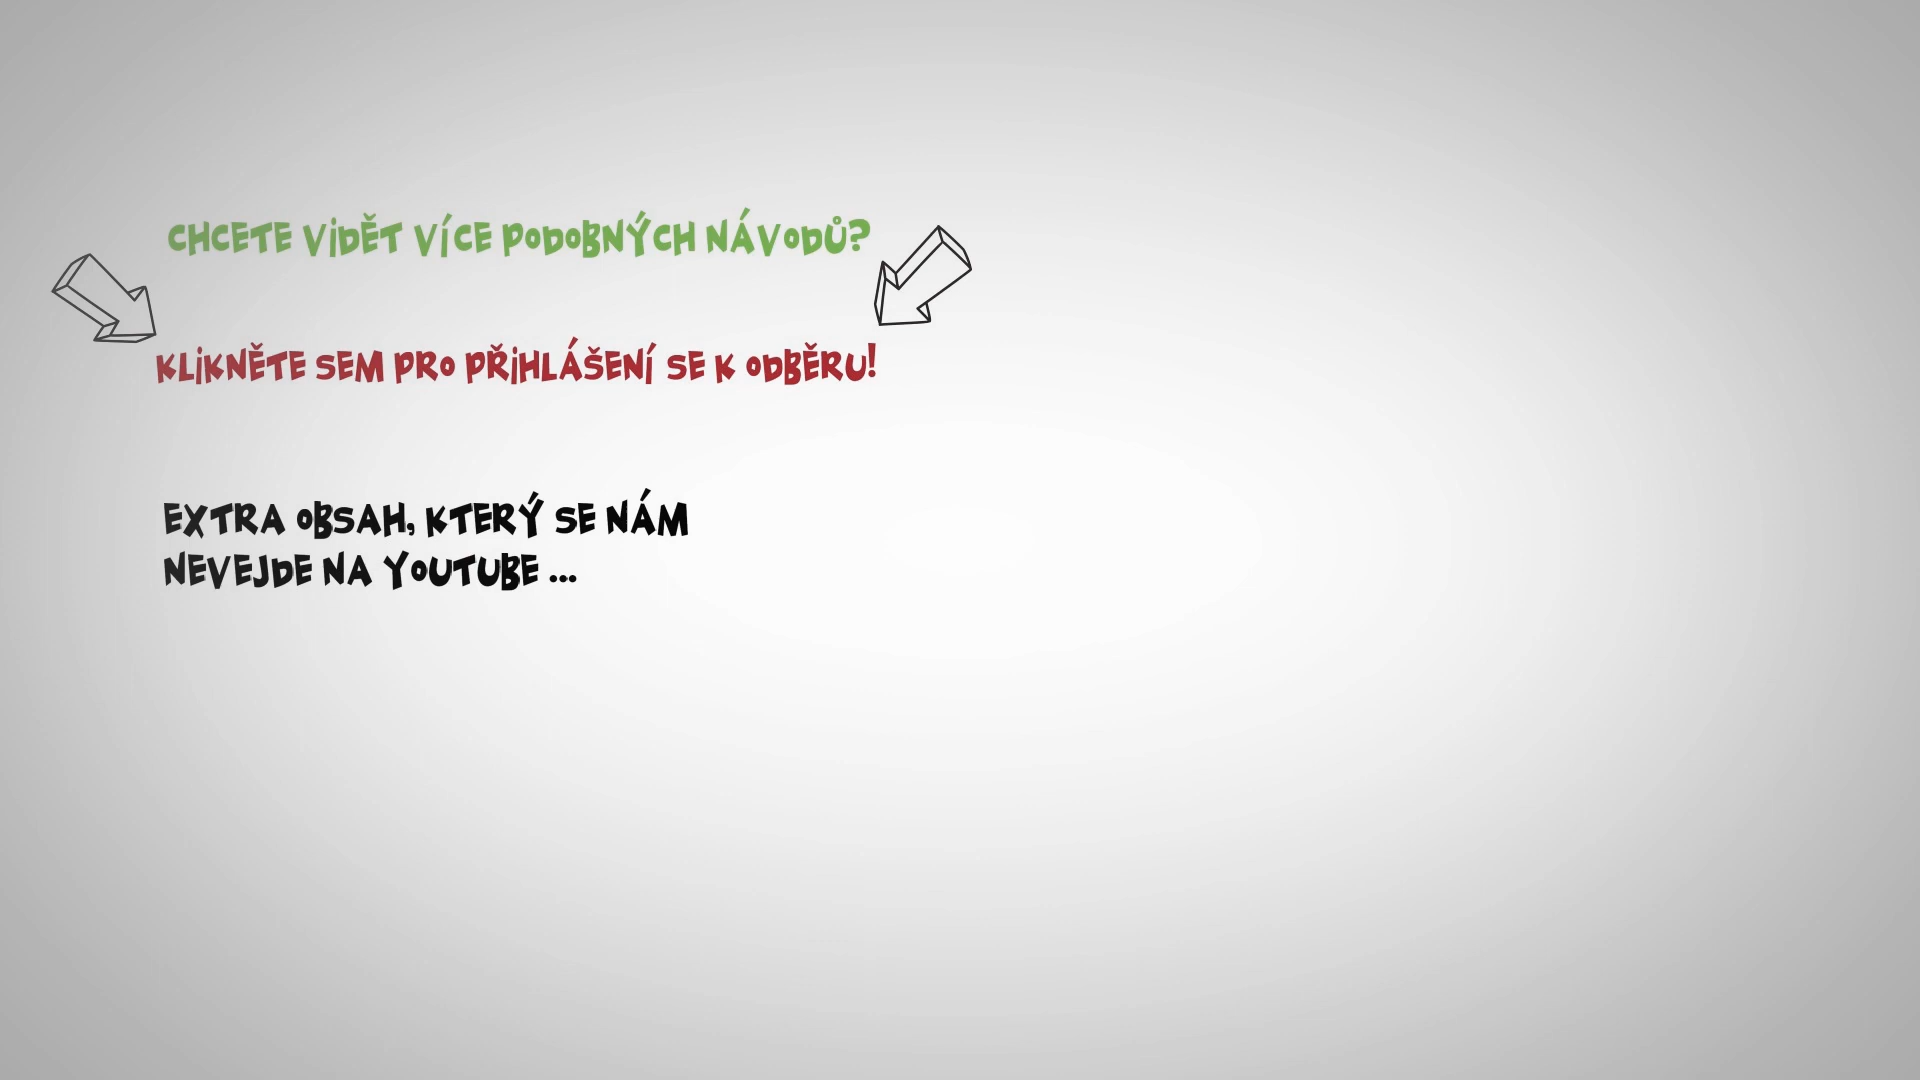 CHCETE VIDĚT VÍCE PODOBNÝCH NÁVODŮ?
KLIKNĚTE SEM PRO PŘIHLÁŠENÍ SE K ODBĚRU!
EXTRA OBSAH, KTERÝ SE NÁM
NEVEJDE NA YOUTUBE ...